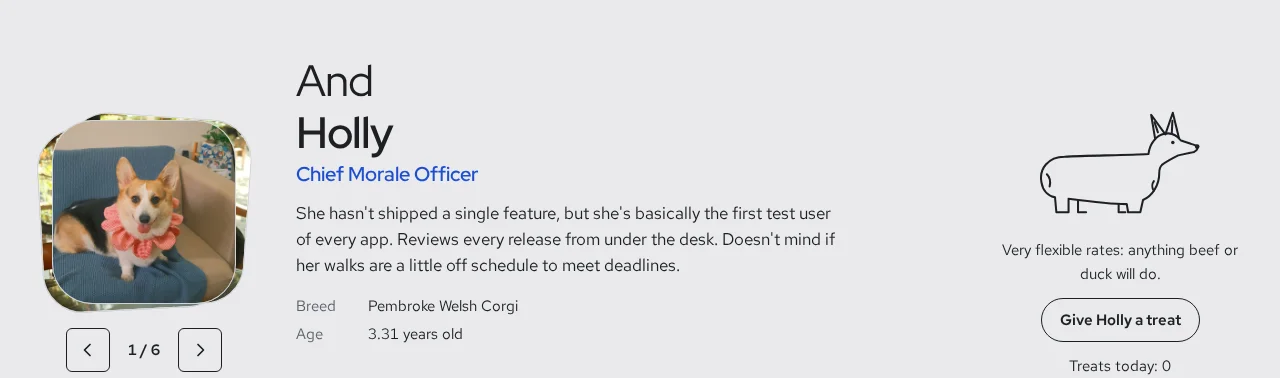 And
Holly
Chief Morale Officer
She hasn't shipped a single feature, but she's basically the first test user
of every app. Reviews every release from under the desk. Doesn't mind if
her walks are a little off schedule to meet deadlines.
Breed Pembroke Welsh Corgi
Age 3.31 years old
1 / 6
Very flexible rates: anything beef or
duck will do.
Give Holly a treat
Treats today: 0